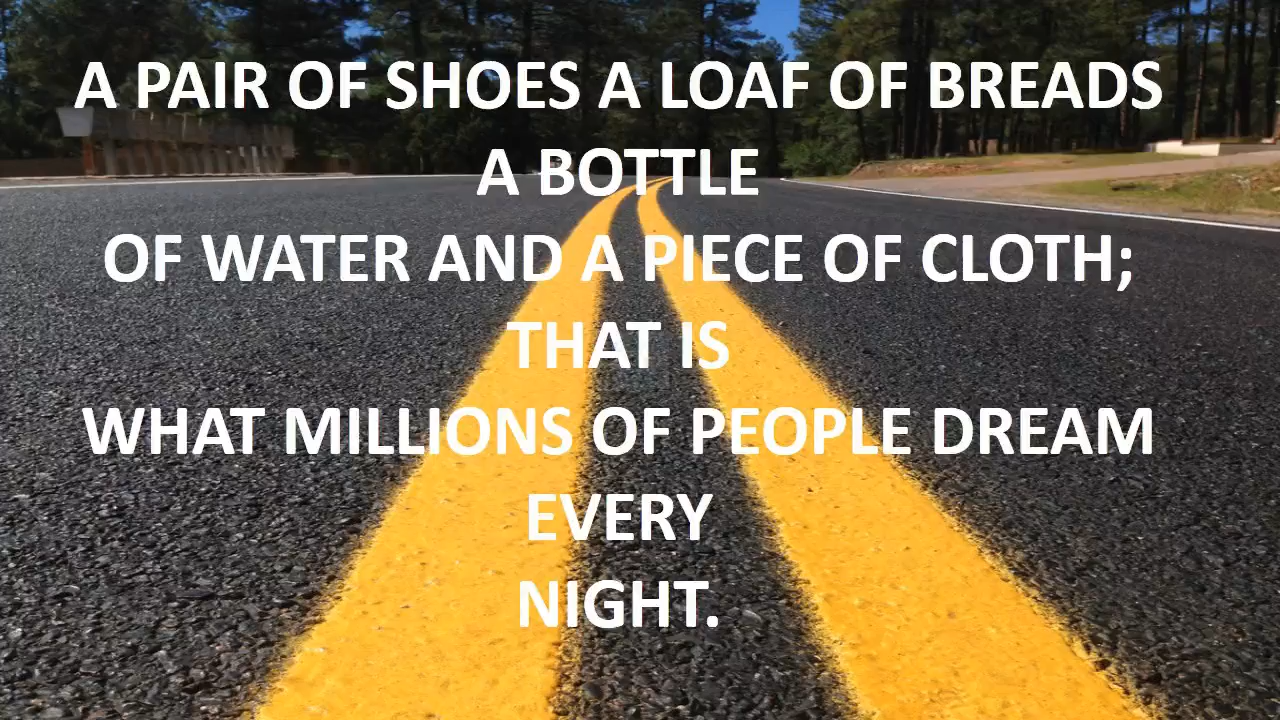 A PAIR OF SHOES A LOAF OF BREADS
A BOTTLE
OF WATER AND A PIECE OF CLOTH;
THAT IS
WHAT MILLIONS OF PEOPLE DREAM
EVERY
NIGHT.